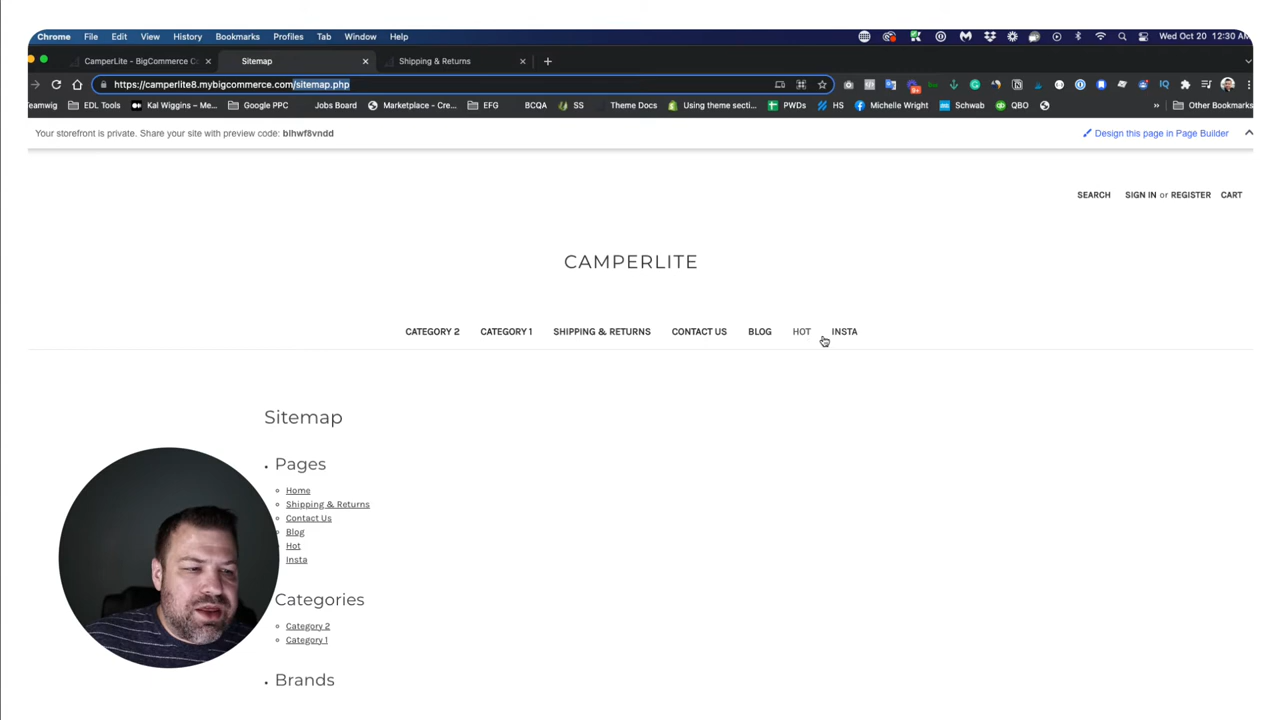 Chrome File Edit View History Bookmarks Profiles Tab Window Help Wed Oct 20 12:30 AM
CamperLite - BigCommerce C Sitemap Shipping & Returns
https://camperlite8.mybigcommerce.com/sitemap.php
Teamwig EDL Tools Kal Wiggins – Me... Google PPC Jobs Board Marketplace - Cre... EFG BCQA SS Theme Docs Using theme secti... PWDs HS Michelle Wright Schwab QBO » Other Bookmarks
Your storefront is private. Share your site with preview code: blhwf8vndd Design this page in Page Builder
SEARCH SIGN IN or REGISTER CART
CAMPERLITE
CATEGORY 2 CATEGORY 1 SHIPPING & RETURNS CONTACT US BLOG HOT INSTA
Sitemap
Pages
Home
Shipping & Returns
Contact Us
Blog
Hot
Insta
Categories
Category 2
Category 1
Brands